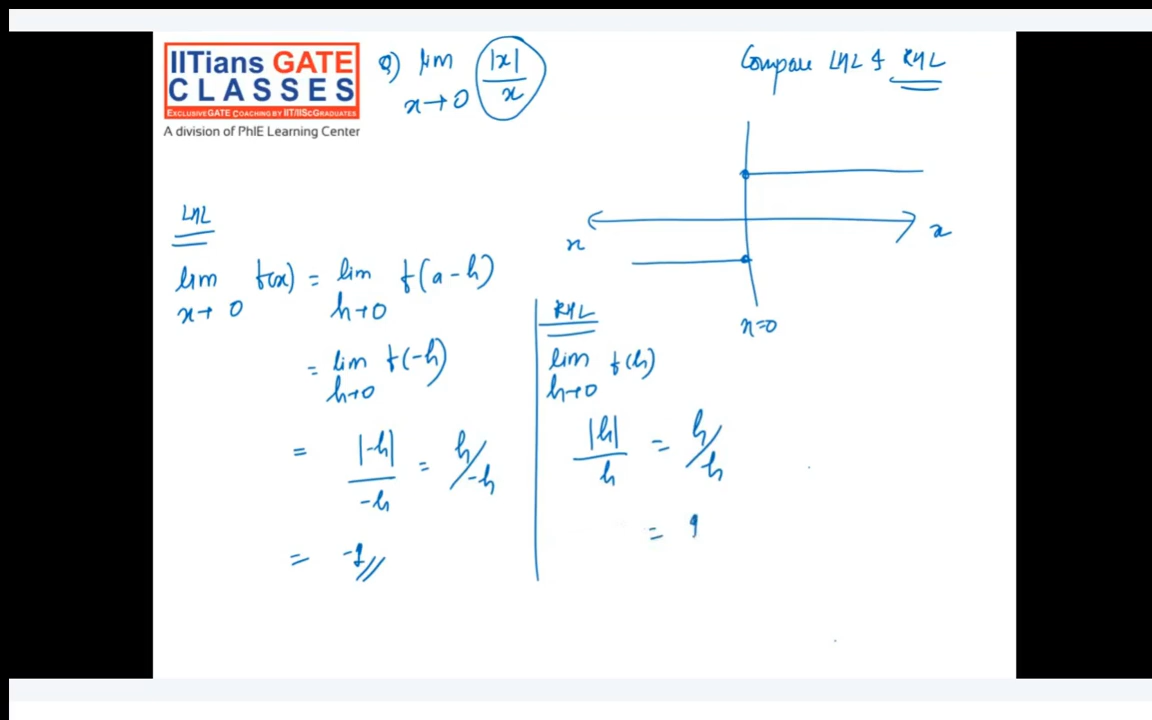 IITians GATE
CLASSES
EXCLUSIVE GATE COACHING BY IIT/IISc GRADUATES
A division of PhIE Learning Center
Q) lim |x|/x
x→0
Compare LHL & RHL
x
x
x=0
LHL
lim f(x) = lim f(a-h)
x→0 h→0
= lim f(-h)
h→0
= |-h|/-h = h/-h
= -1
RHL
lim f(h)
h→0
|h|/h = h/h
= 1